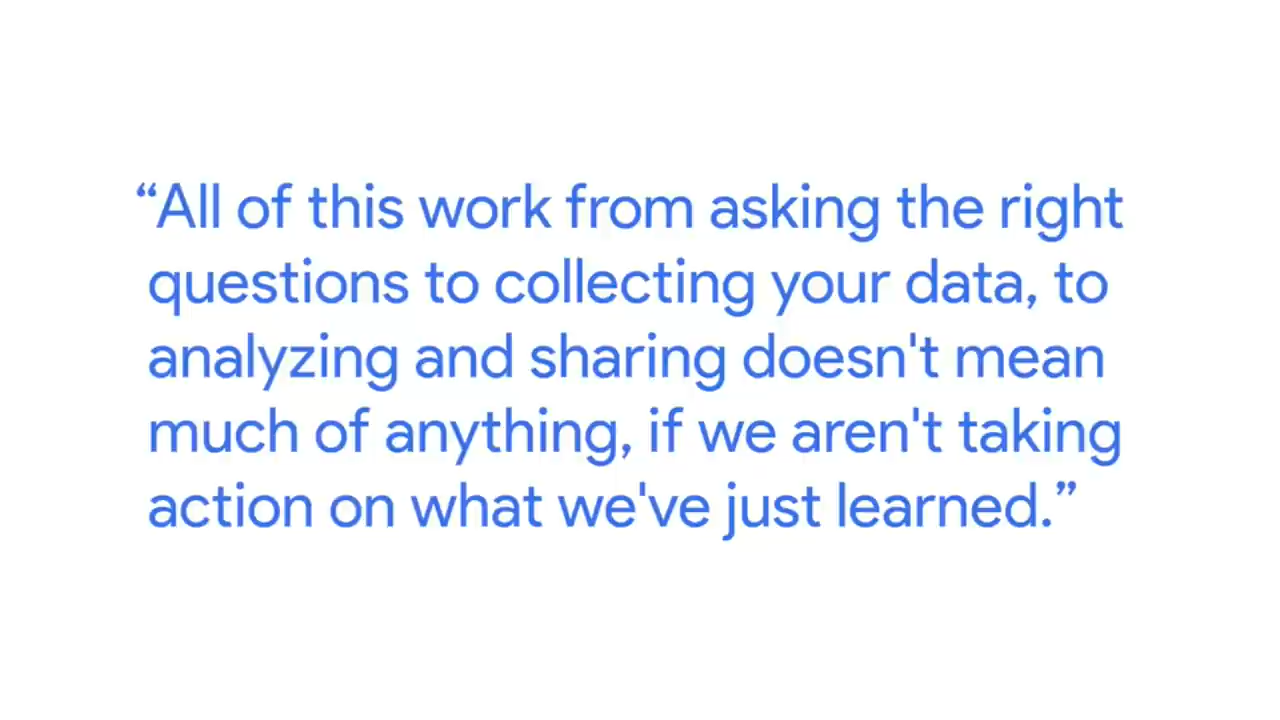 “All of this work from asking the right
questions to collecting your data, to
analyzing and sharing doesn't mean
much of anything, if we aren't taking
action on what we've just learned.”